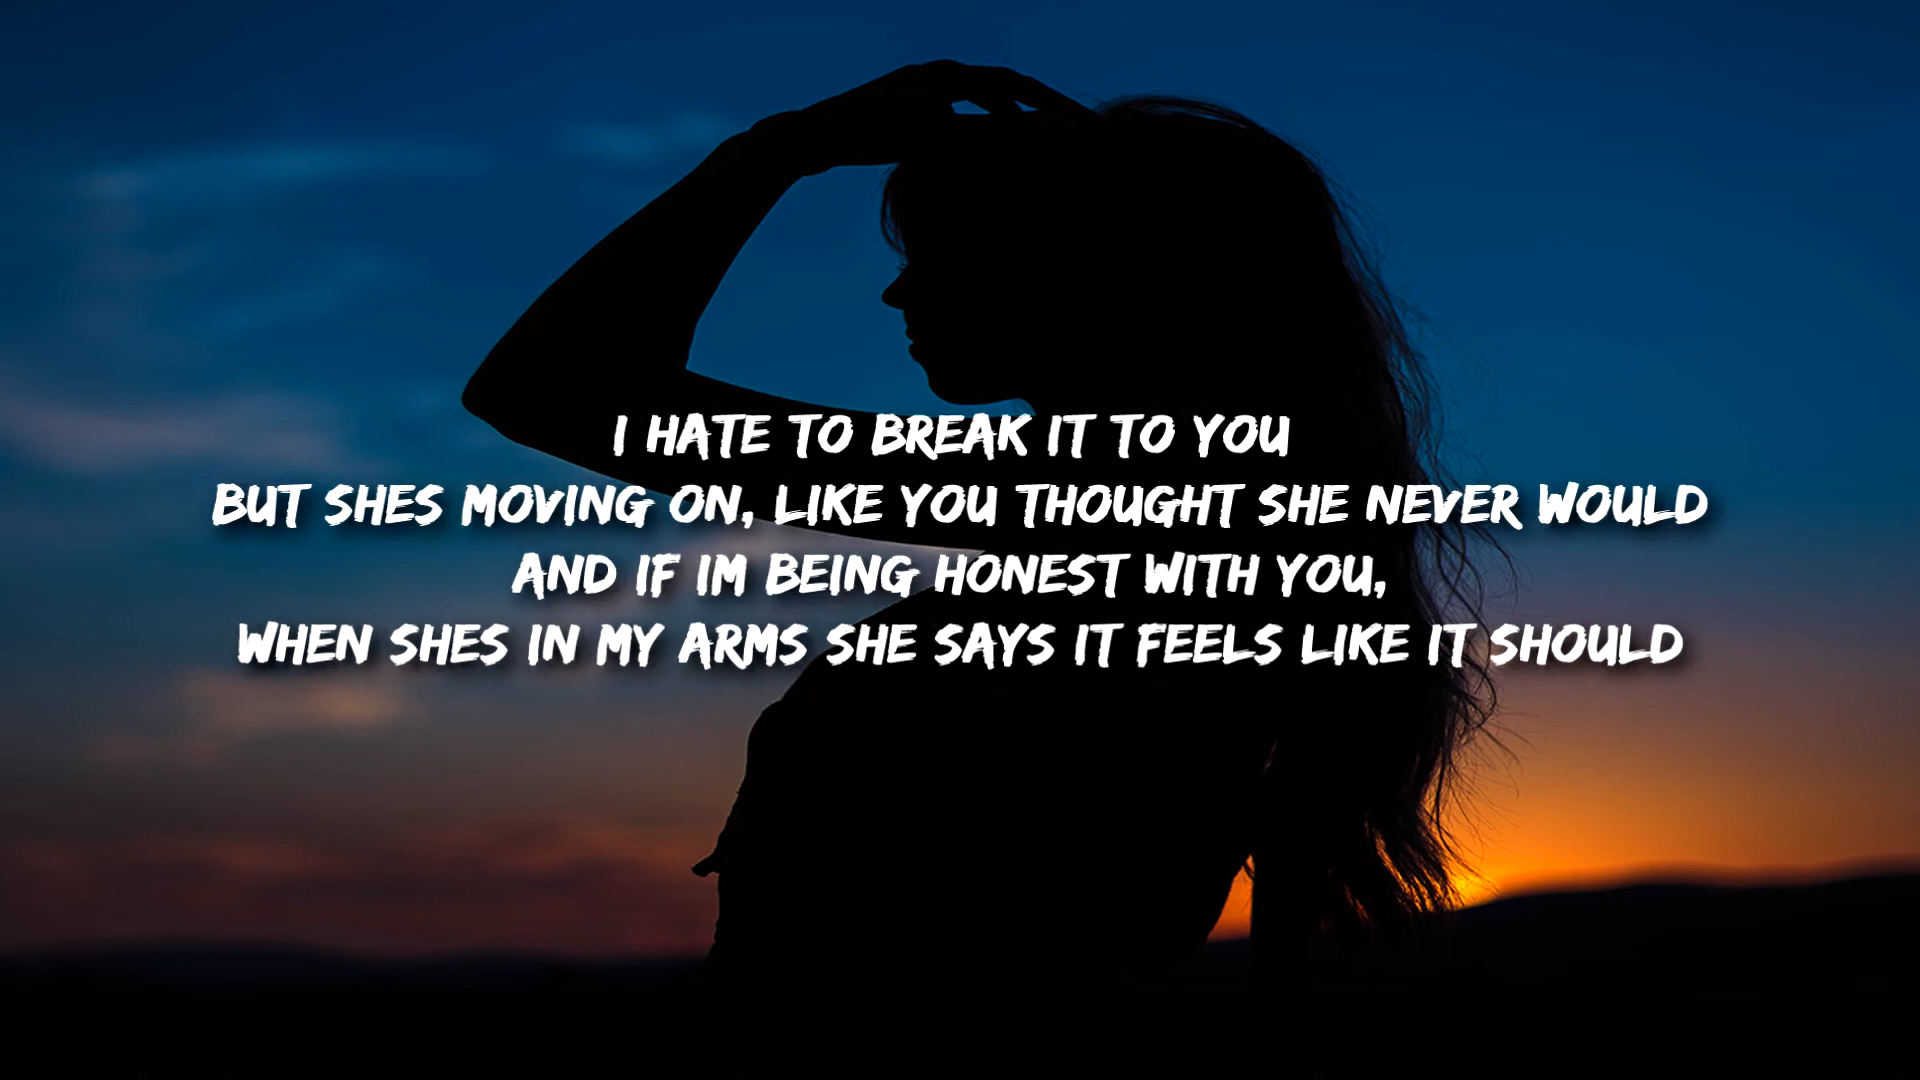 I HATE TO BREAK IT TO YOU
BUT SHES MOVING ON, LIKE YOU THOUGHT SHE NEVER WOULD
AND IF IM BEING HONEST WITH YOU,
WHEN SHES IN MY ARMS SHE SAYS IT FEELS LIKE IT SHOULD